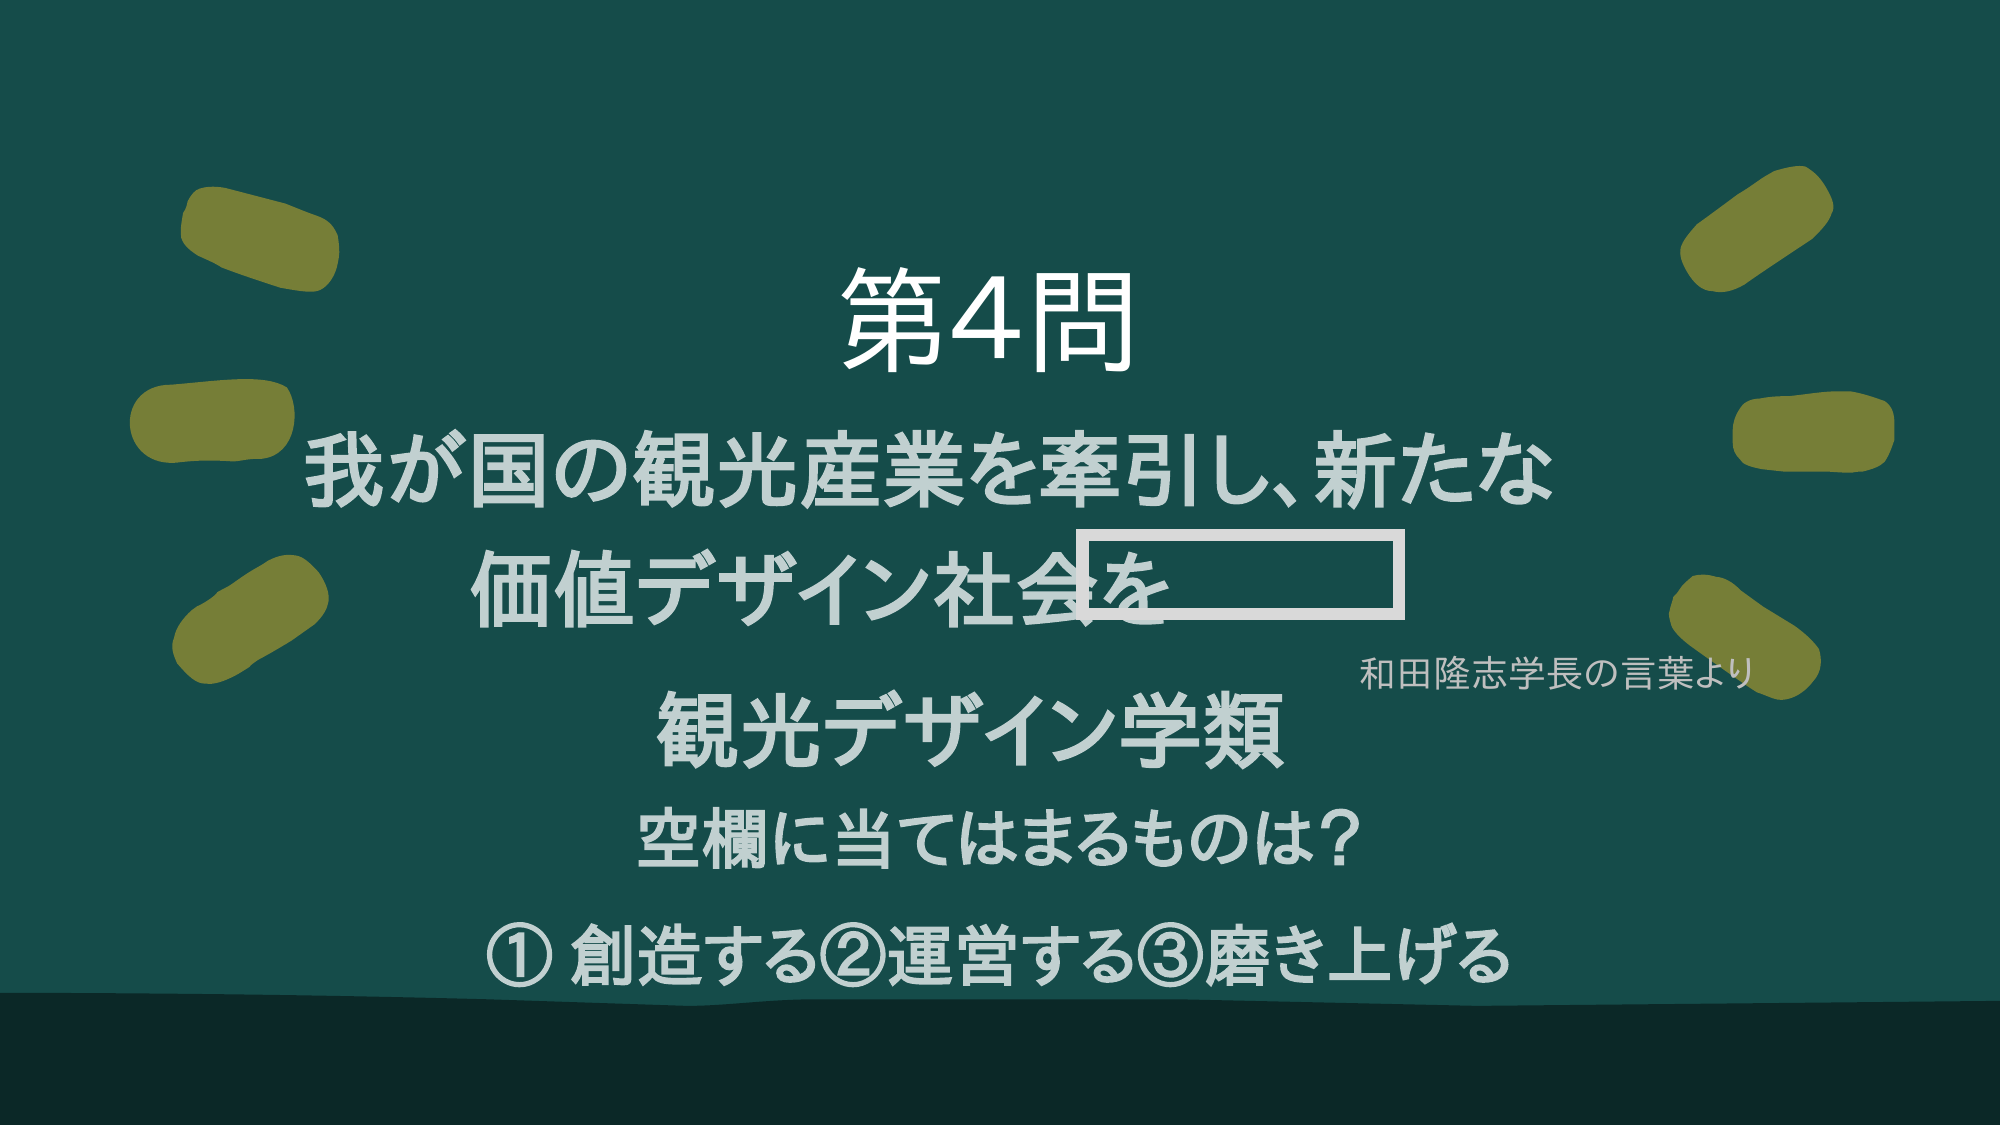 第4問
我が国の観光産業を牽引し、新たな
価値デザイン社会を
和田隆志学長の言葉より
観光デザイン学類
空欄に当てはまるものは？
① 創造する②運営する③磨き上げる